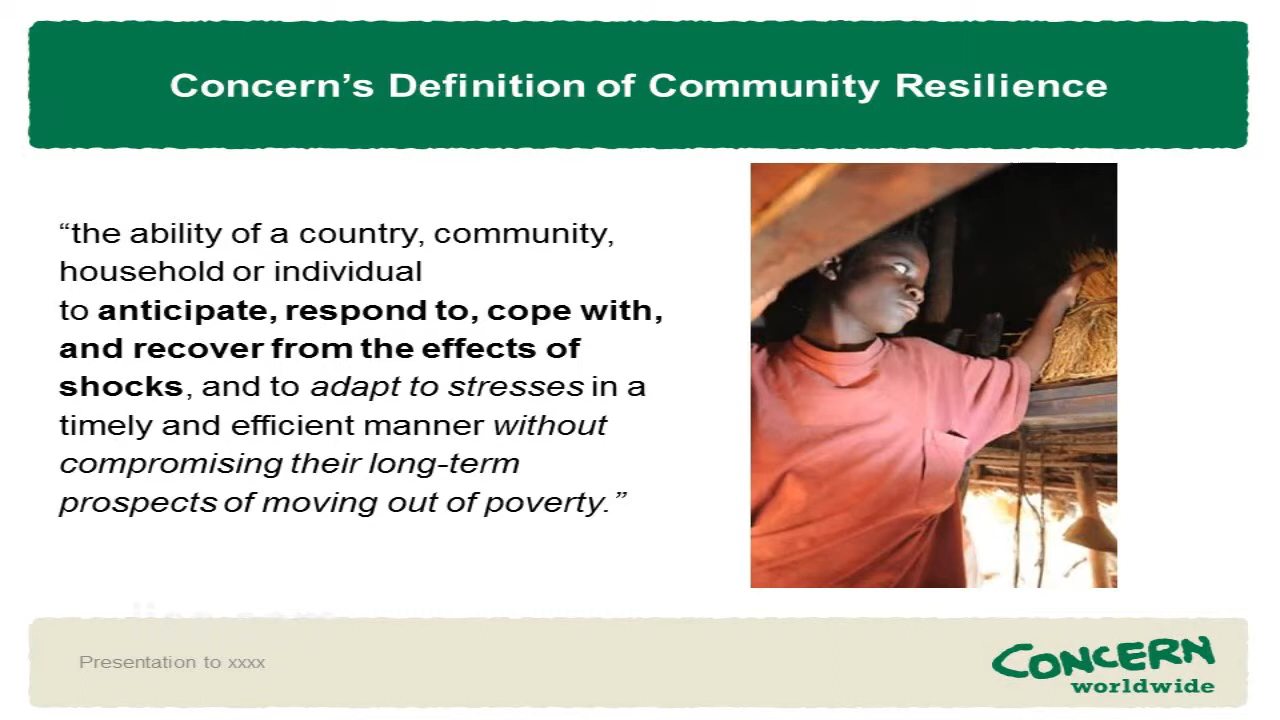 Concern’s Definition of Community Resilience
“the ability of a country, community,
household or individual
to anticipate, respond to, cope with,
and recover from the effects of
shocks, and to adapt to stresses in a
timely and efficient manner without
compromising their long-term
prospects of moving out of poverty.”
Presentation to xxxx
CONCERN
worldwide